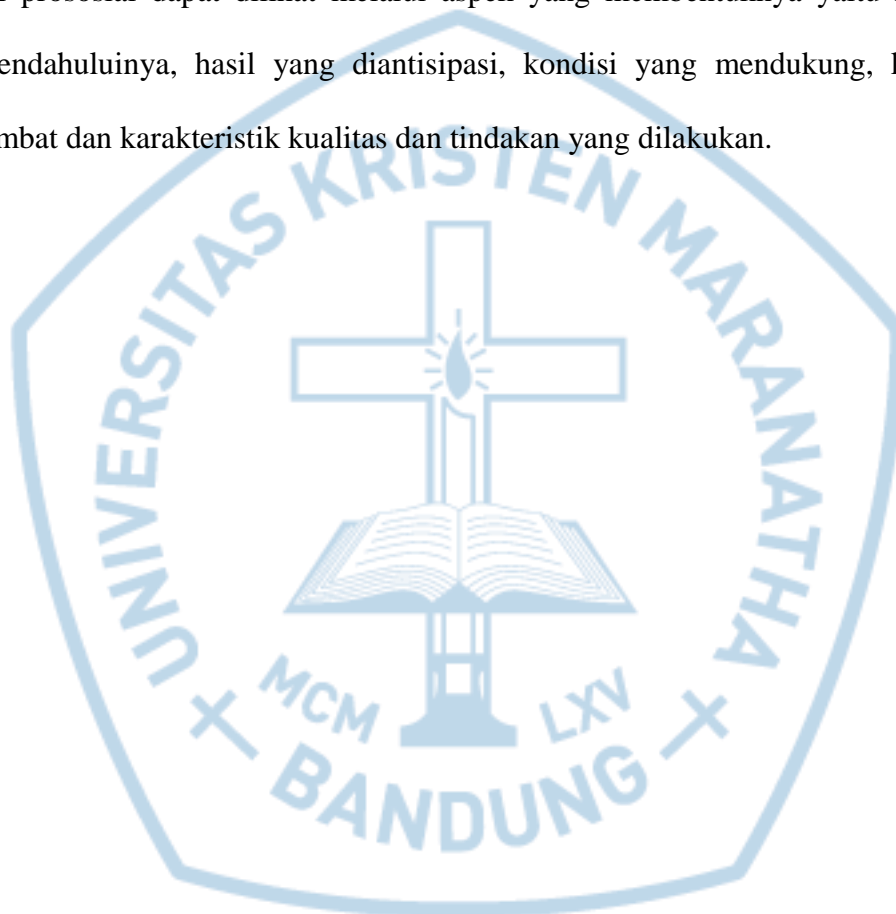 prososial dapat dilihat melalui aspek yang membentuknya yaitu
endahuluinya, hasil yang diantisipasi, kondisi yang mendukung,
mbat dan karakteristik kualitas dan tindakan yang dilakukan.
UNIVERSITAS KRISTEN MARANATHA
MCM LXV
BANDUNG